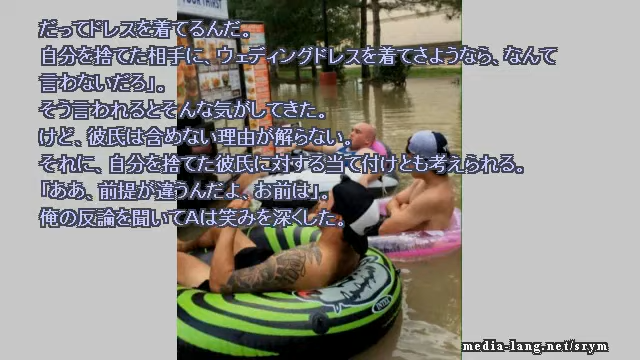 だってドレスを着てるんだ。
自分を捨てた相手に、ウェディングドレスを着てさようなら、なんて
言わないだろ」。
そう言われるとそんな気がしてきた。
けど、彼氏は含めない理由が解らない。
それに、自分を捨てた彼氏に対する当て付けとも考えられる。
「ああ、前提が違うんだよ、お前は」。
俺の反論を聞いてAは笑みを深くした。
INTEX
media-lang.net/srym